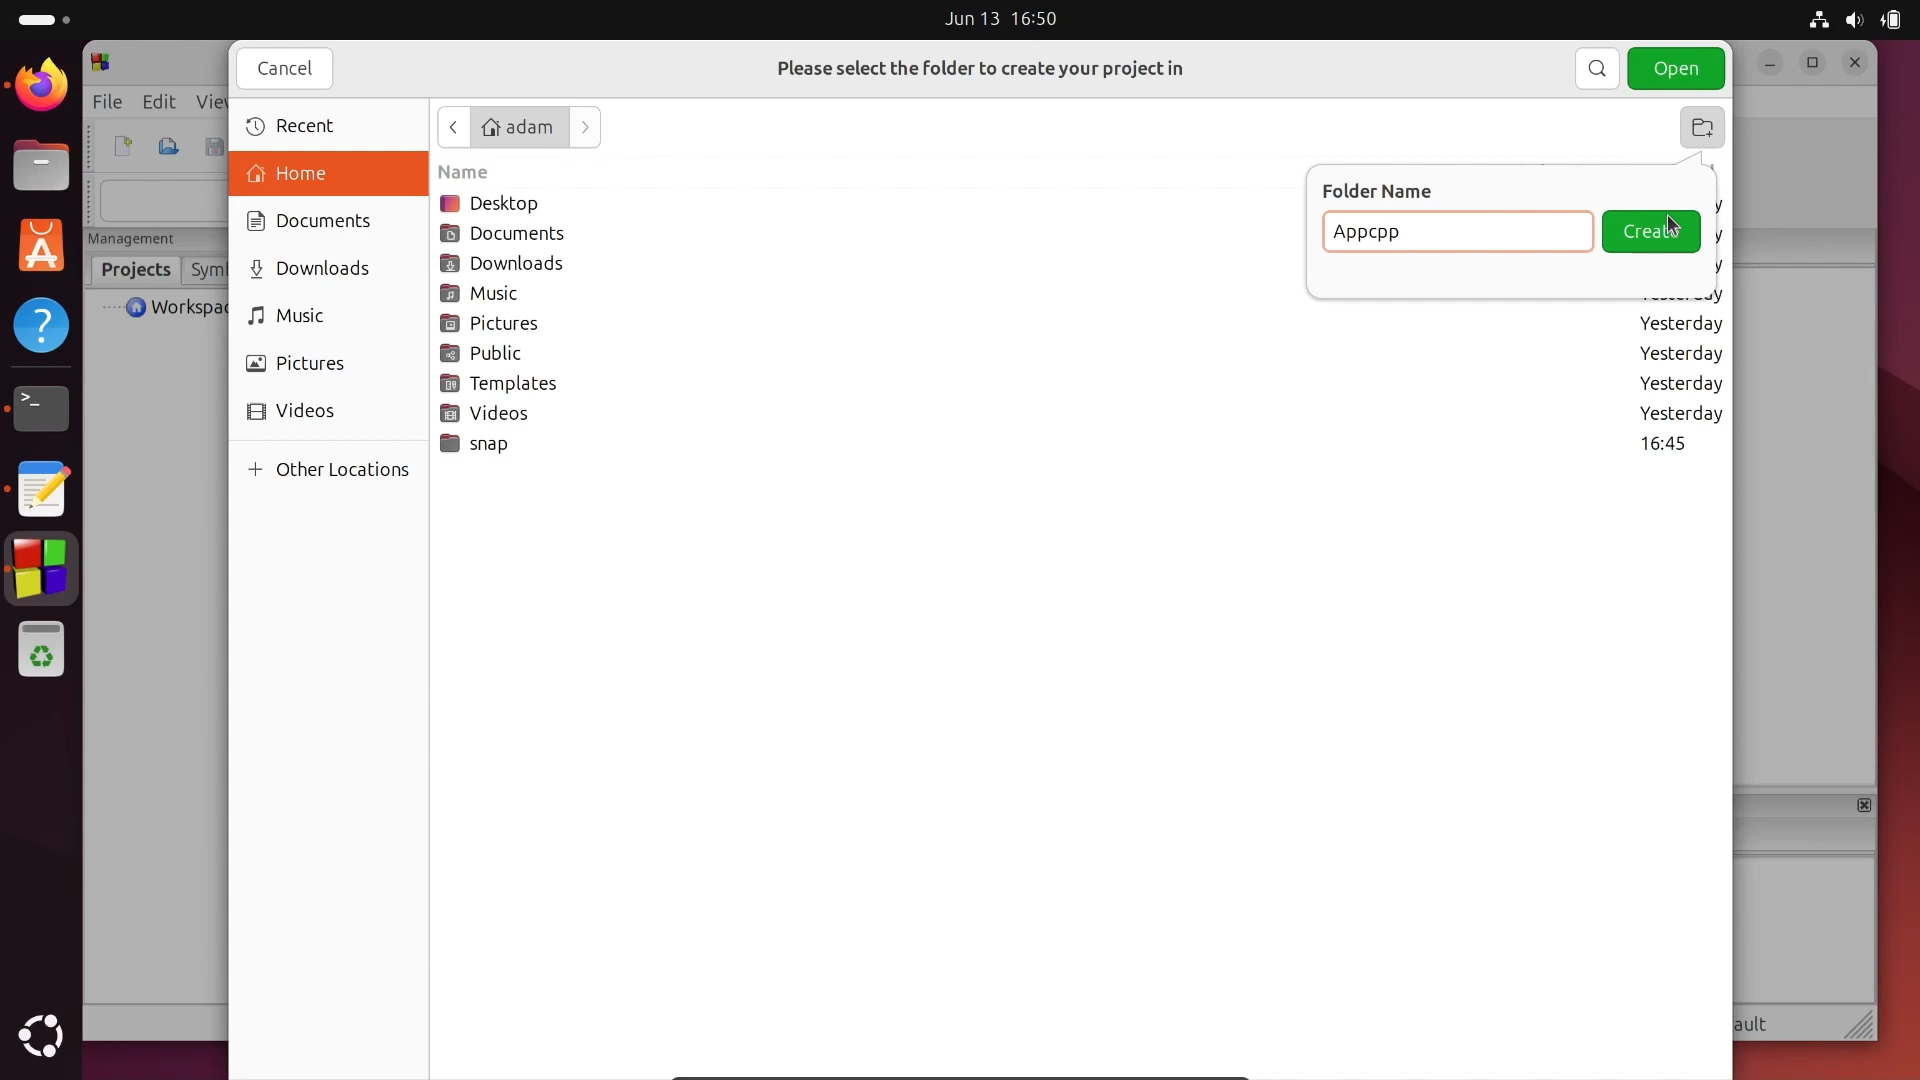 Jun 13 16:50
Cancel
Please select the folder to create your project in
Open
File Edit
Management
Projects
Recent
Home
Documents
Downloads
Music
Pictures
Videos
Other Locations
adam
Name
Desktop
Documents
Downloads
Music
Pictures Yesterday
Public Yesterday
Templates Yesterday
Videos Yesterday
snap 16:45
Folder Name
Appcpp
Create